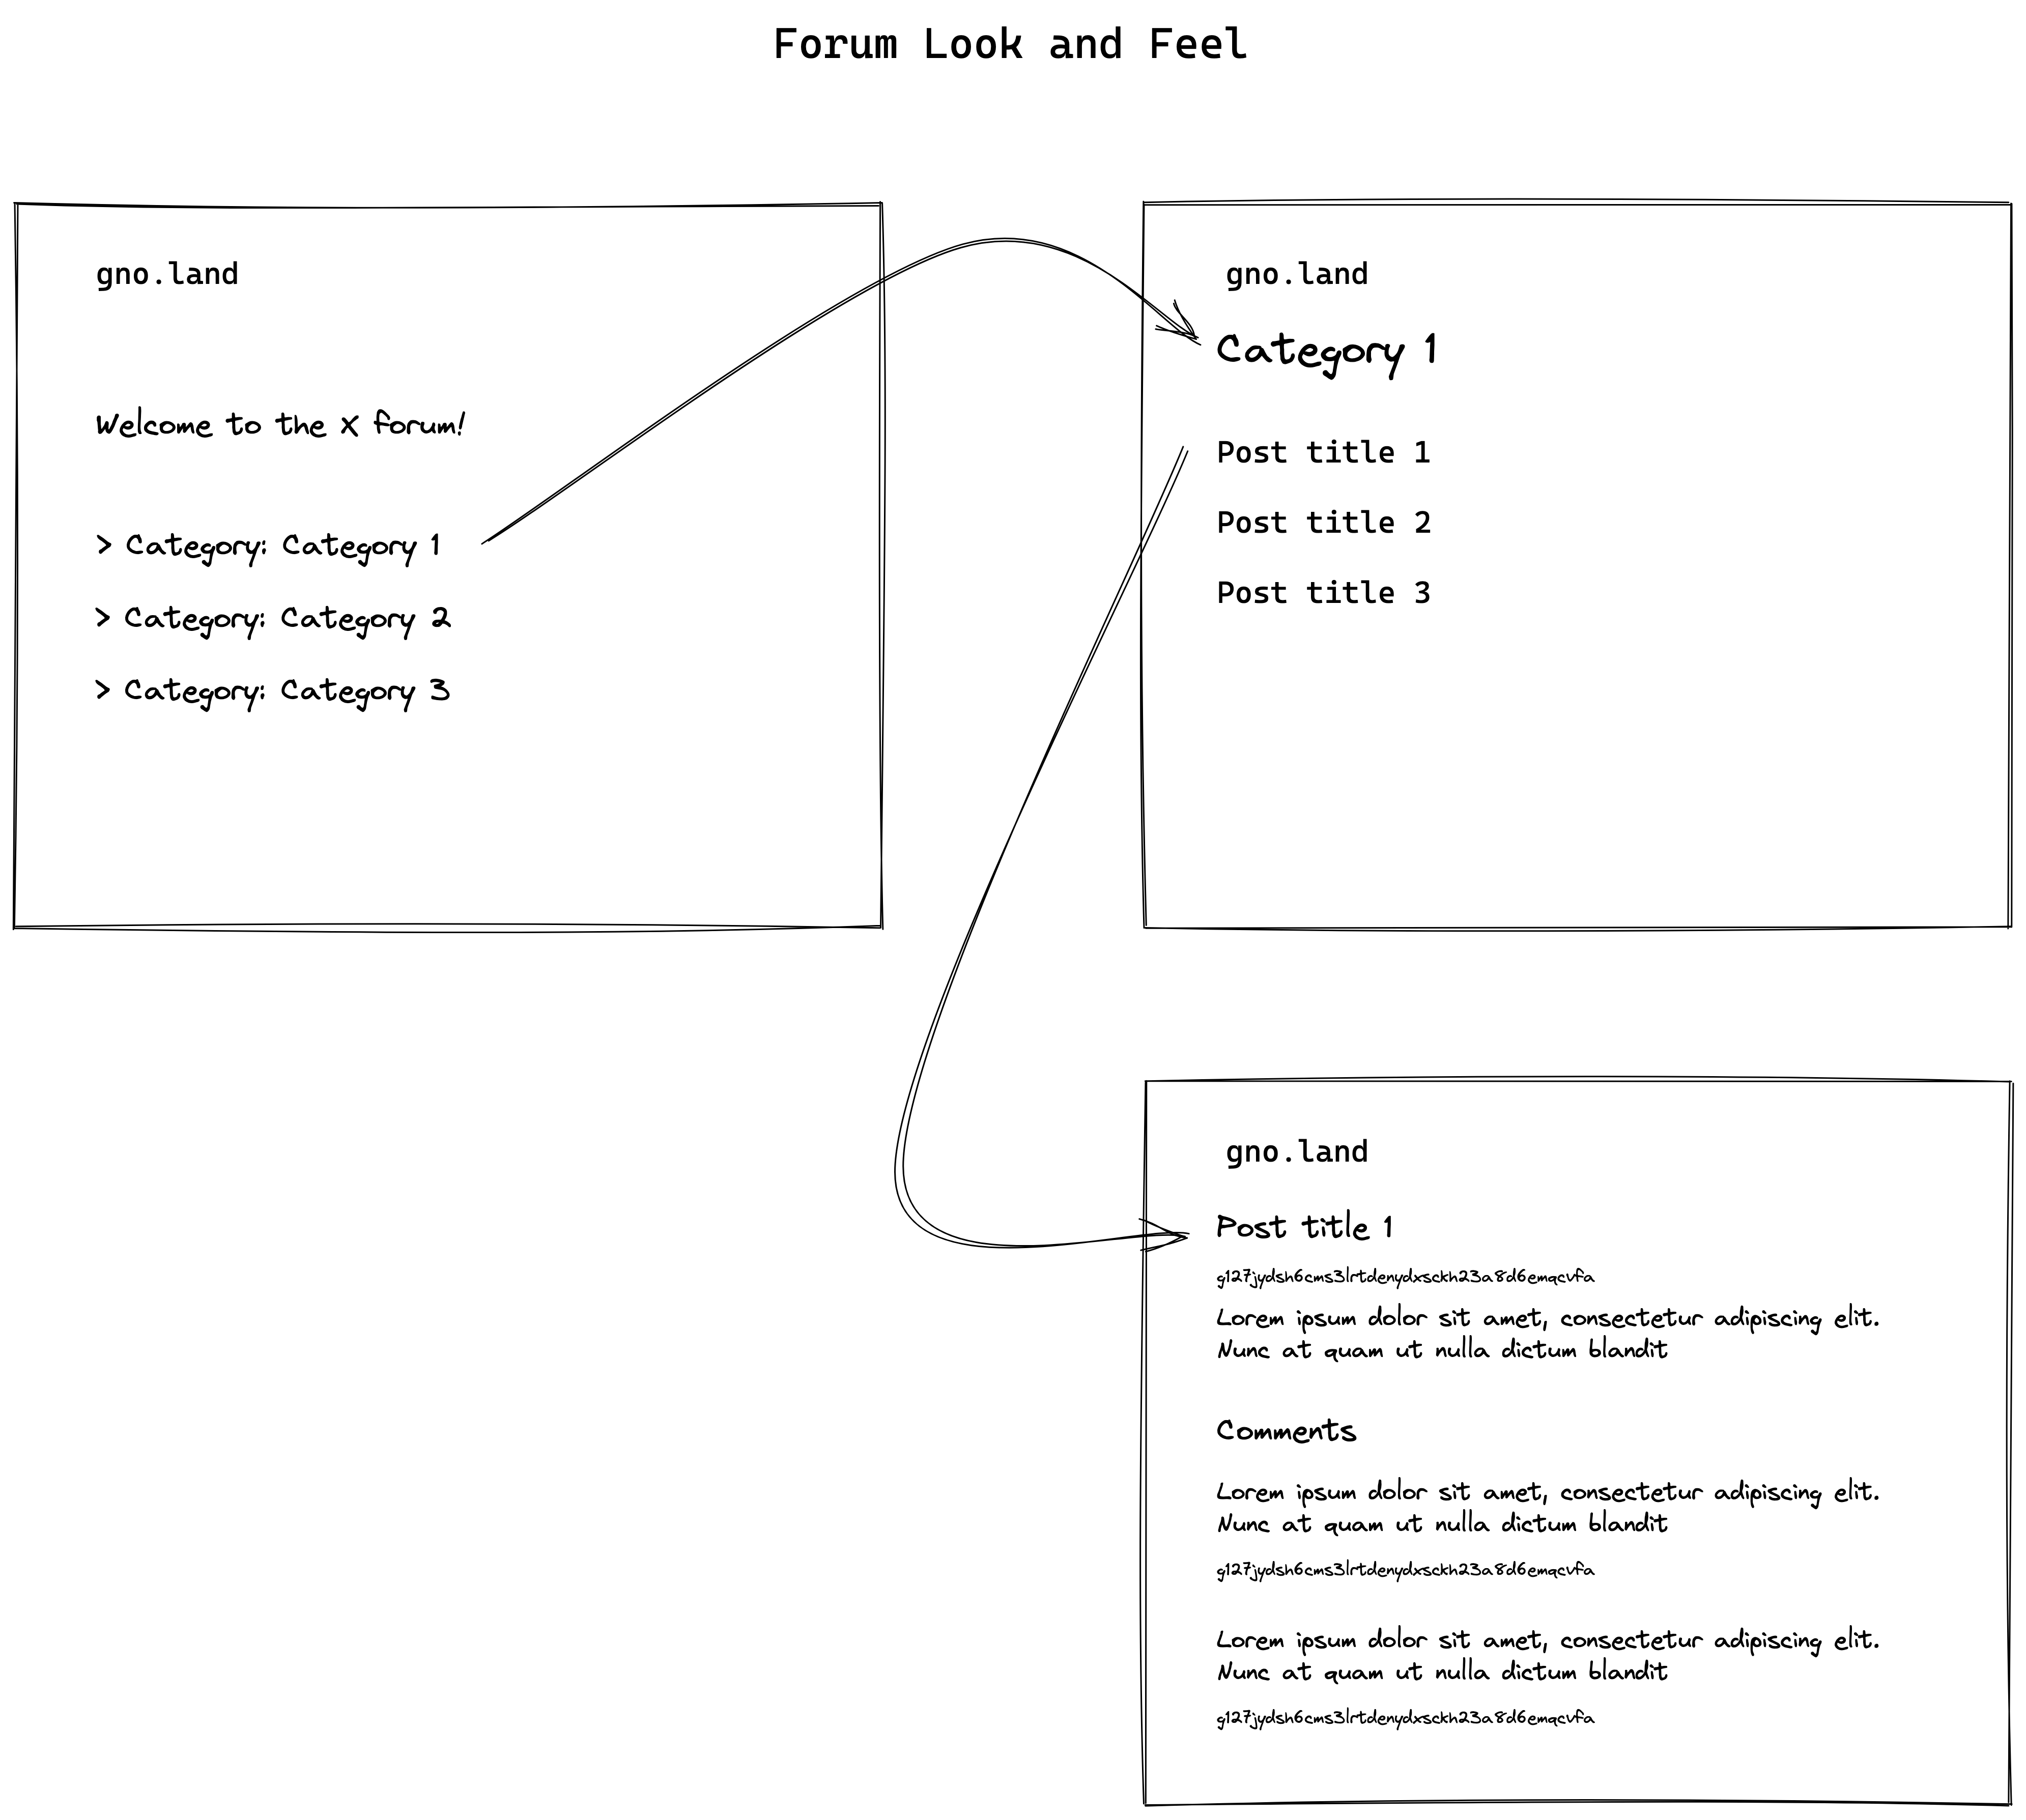 Forum Look and Feel
gno.land
Welcome to the X forum!
> Category: Category 1
> Category: Category 2
> Category: Category 3
gno.land
Category 1
Post title 1
Post title 2
Post title 3
gno.land
Post title 1
g127jydsh6cms3lrtdenydxsckh23a8d6emqcvfa
Lorem ipsum dolor sit amet, consectetur adipiscing elit.
Nunc at quam ut nulla dictum blandit
Comments
Lorem ipsum dolor sit amet, consectetur adipiscing elit.
Nunc at quam ut nulla dictum blandit
g127jydsh6cms3lrtdenydxsckh23a8d6emqcvfa
Lorem ipsum dolor sit amet, consectetur adipiscing elit.
Nunc at quam ut nulla dictum blandit
g127jydsh6cms3lrtdenydxsckh23a8d6emqcvfa